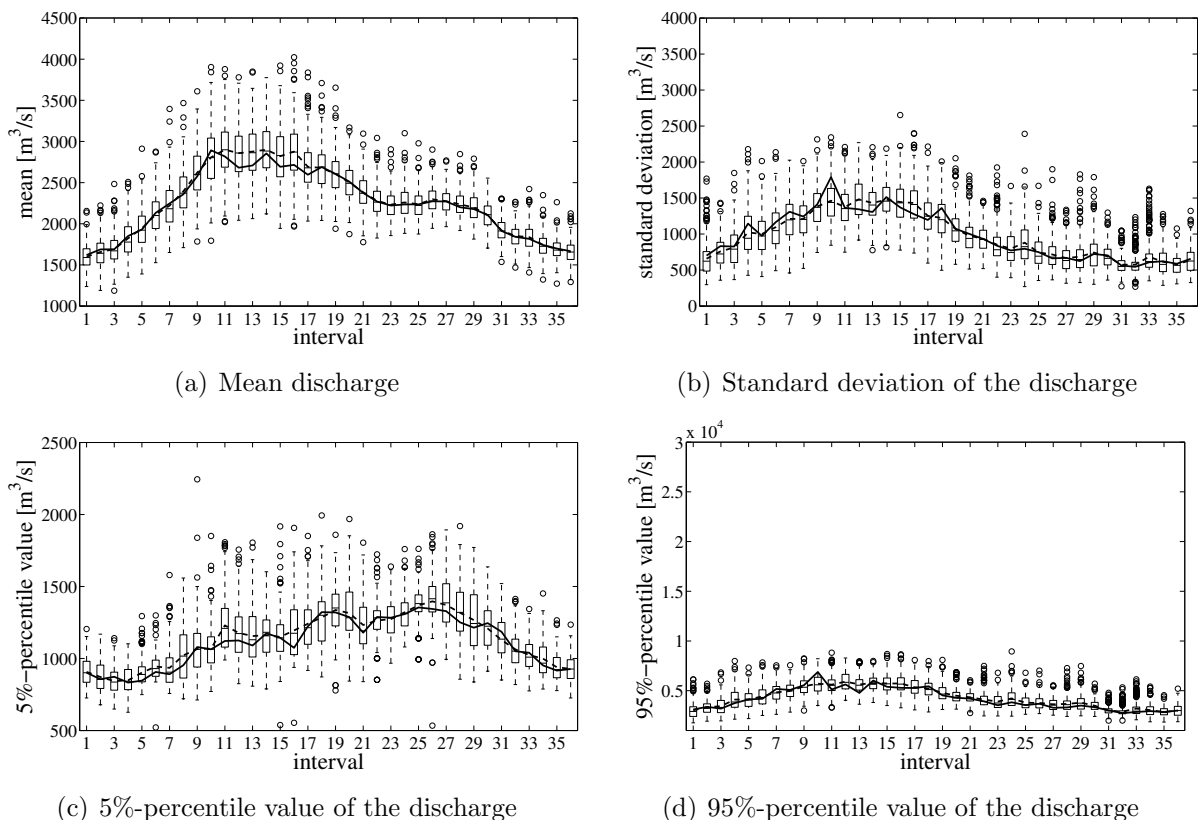 4500
4000
3500
3000
2500
2000
1500
1000
mean [m³/s]
1 3 5 7 9 11 13 15 17 19 21 23 25 27 29 31 33 35
interval
(a) Mean discharge
4000
3500
3000
2500
2000
1500
1000
500
0
standard deviation [m³/s]
1 3 5 7 9 11 13 15 17 19 21 23 25 27 29 31 33 35
interval
(b) Standard deviation of the discharge
2500
2000
1500
1000
500
5%−percentile value [m³/s]
1 3 5 7 9 11 13 15 17 19 21 23 25 27 29 31 33 35
interval
(c) 5%-percentile value of the discharge
x 10⁴
3
2.5
2
1.5
1
0.5
95%−percentile value [m³/s]
1 3 5 7 9 11 13 15 17 19 21 23 25 27 29 31 33 35
interval
(d) 95%-percentile value of the discharge